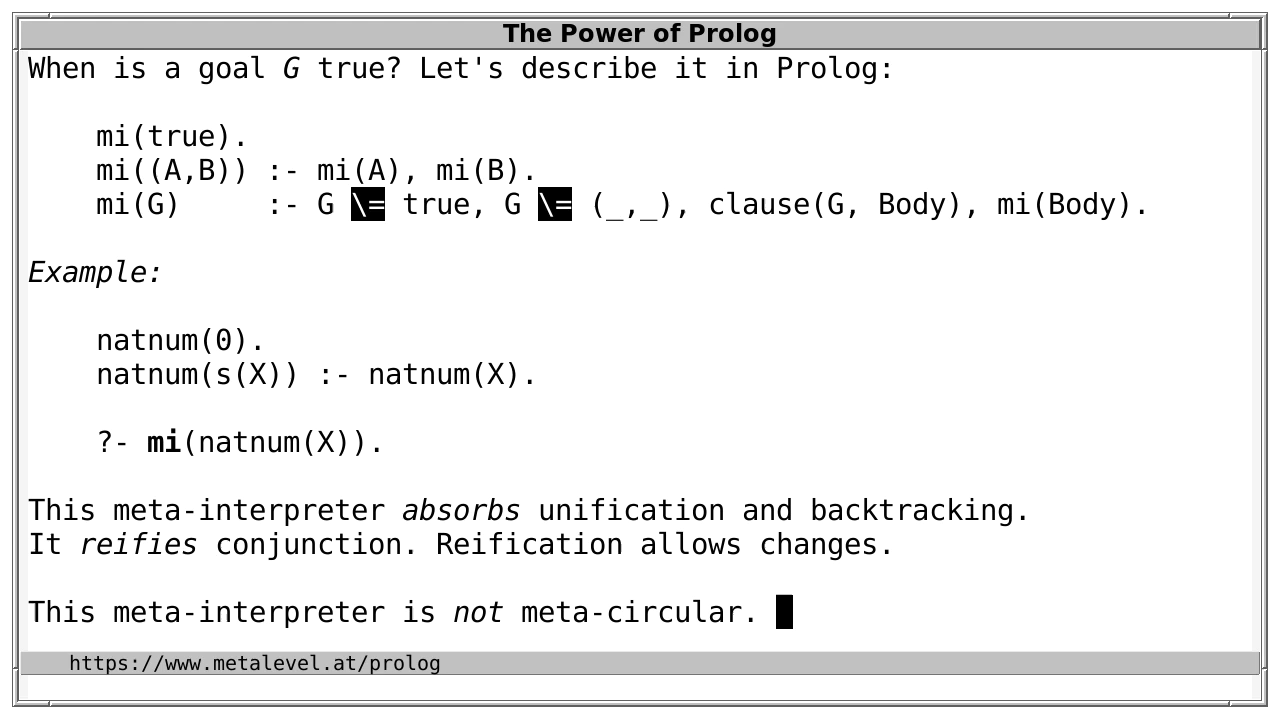 The Power of Prolog
When is a goal G true? Let's describe it in Prolog:
mi(true).
mi((A,B)) :- mi(A), mi(B).
mi(G)     :- G \= true, G \= (_,_), clause(G, Body), mi(Body).
Example:
natnum(0).
natnum(s(X)) :- natnum(X).
?- mi(natnum(X)).
This meta-interpreter absorbs unification and backtracking.
It reifies conjunction. Reification allows changes.
This meta-interpreter is not meta-circular.
https://www.metalevel.at/prolog